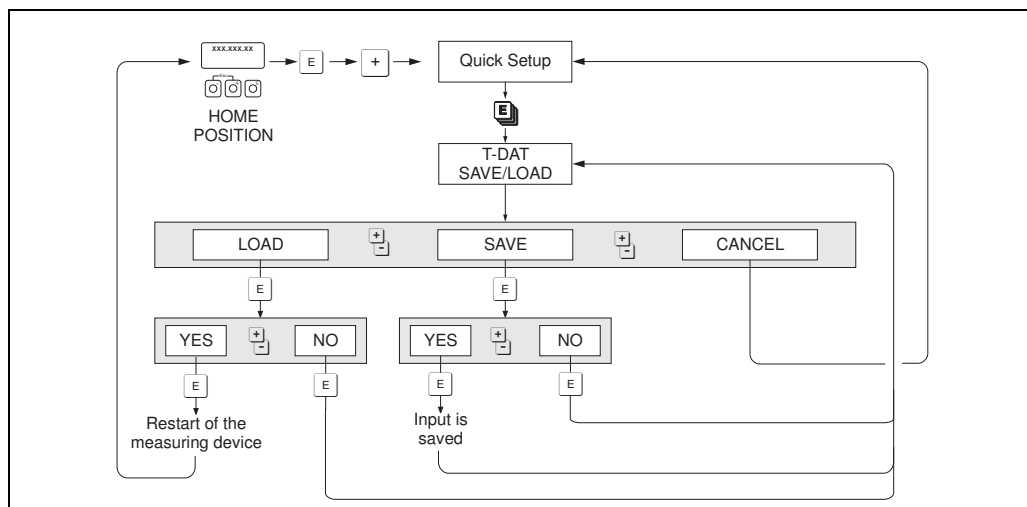 xxx.xxx.xx
Esc
E
+
Quick Setup
HOME
POSITION
E
T-DAT
SAVE/LOAD
LOAD
+
-
SAVE
+
-
CANCEL
E
E
YES
+
-
NO
YES
+
-
NO
E
E
E
E
Restart of the
measuring device
Input is
saved